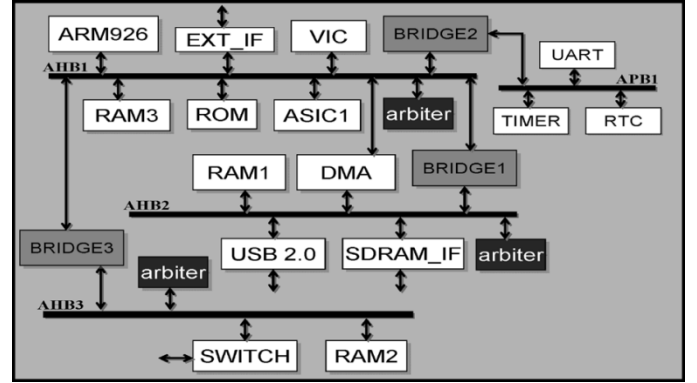 ARM926
EXT_IF
VIC
BRIDGE2
UART
AHB1
APB1
RAM3
ROM
ASIC1
arbiter
TIMER
RTC
RAM1
DMA
BRIDGE1
AHB2
BRIDGE3
USB 2.0
SDRAM_IF
arbiter
arbiter
AHB3
SWITCH
RAM2